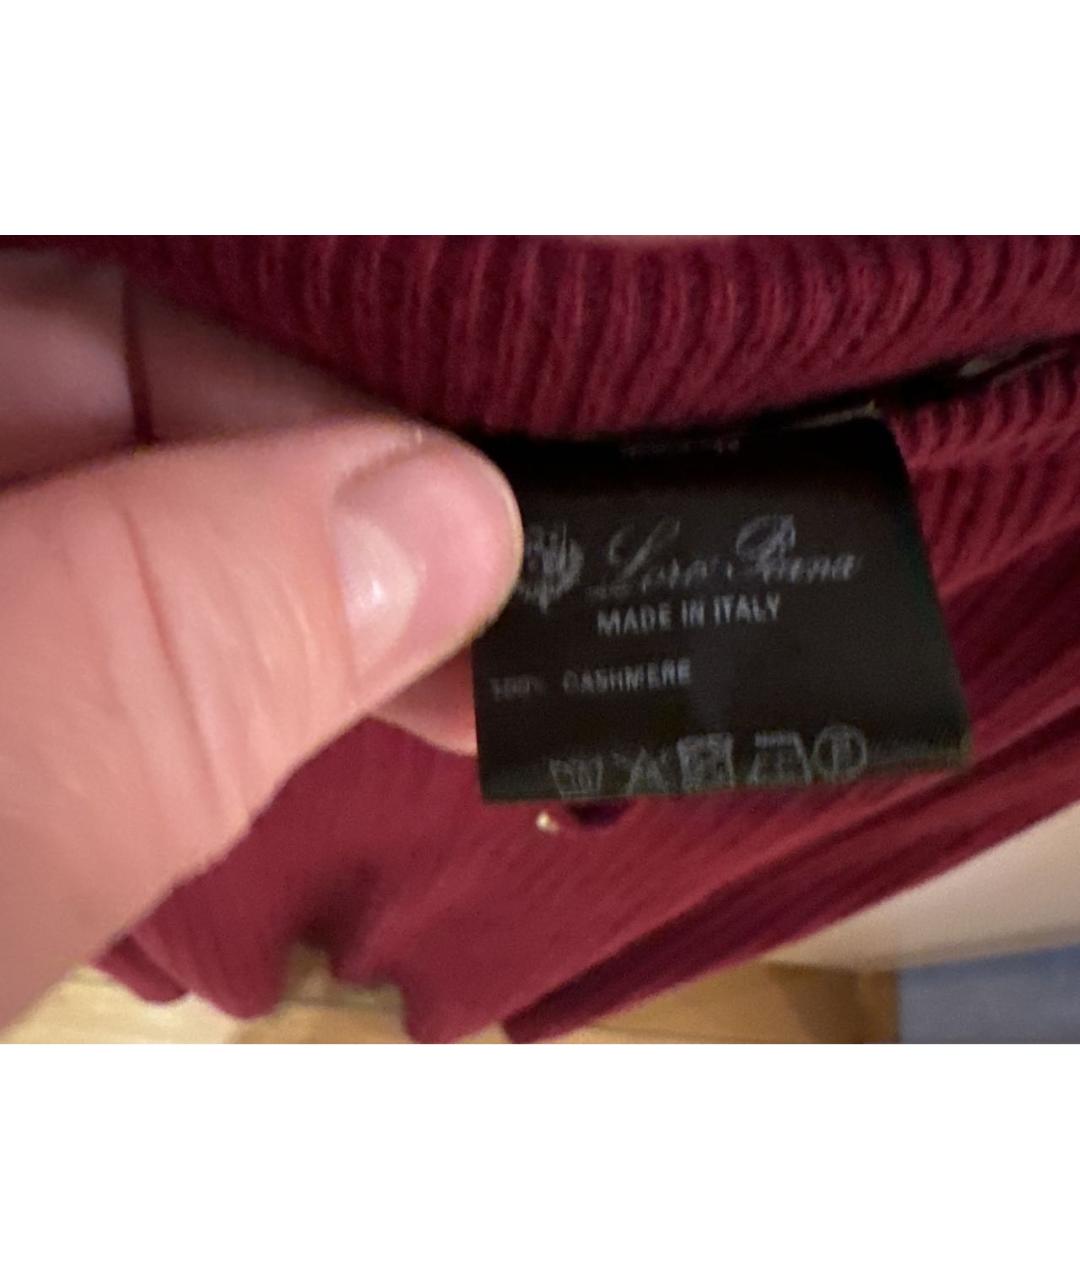 Loro Piana
MADE IN ITALY
100% CASHMERE